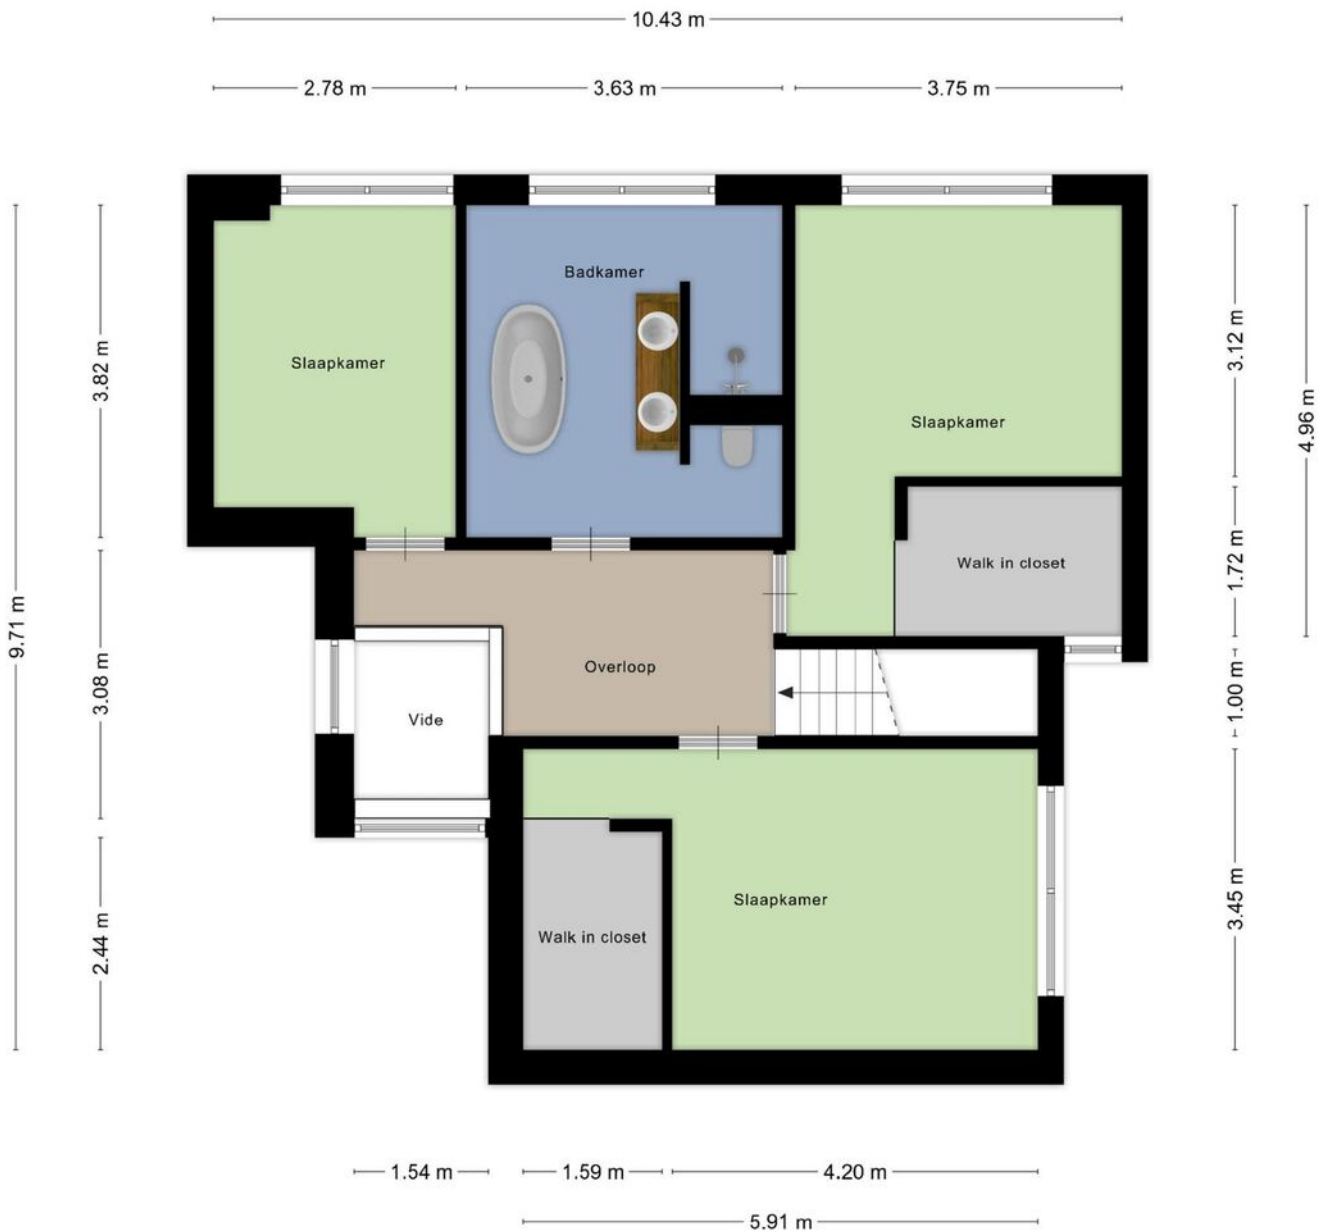 10.43 m
2.78 m
3.63 m
3.75 m
Badkamer
Slaapkamer
Slaapkamer
Walk in closet
Overloop
Vide
Slaapkamer
Walk in closet
9.71 m
3.82 m
3.08 m
2.44 m
3.12 m
1.72 m
1.00 m
3.45 m
4.96 m
1.54 m
1.59 m
4.20 m
5.91 m